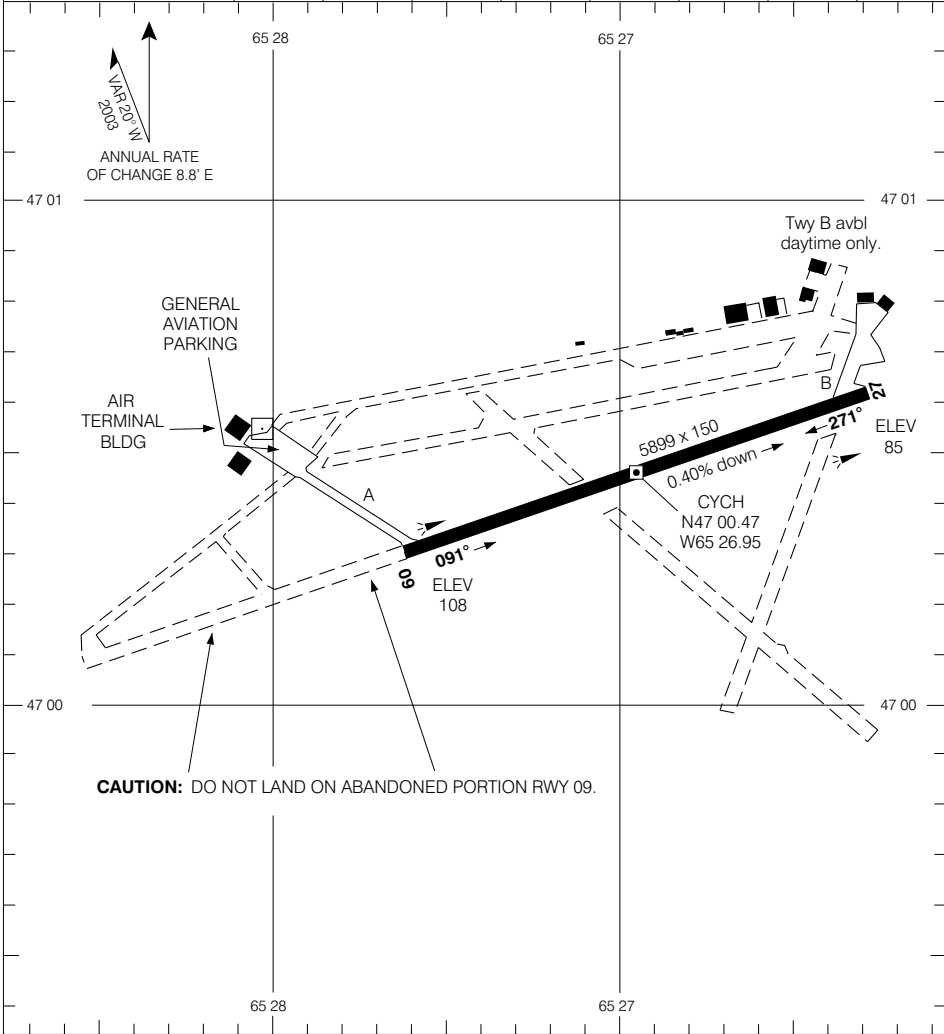 65 28
65 27
VAR 20° W
2003
ANNUAL RATE
OF CHANGE 8.8' E
47 01
47 01
Twy B avbl
daytime only.
GENERAL
AVIATION
PARKING
AIR
TERMINAL
BLDG
B
27
271°
ELEV
85
5899 x 150
0.40% down
A
CYCH
N47 00.47
W65 26.95
091°
09
ELEV
108
47 00
47 00
CAUTION: DO NOT LAND ON ABANDONED PORTION RWY 09.
65 28
65 27